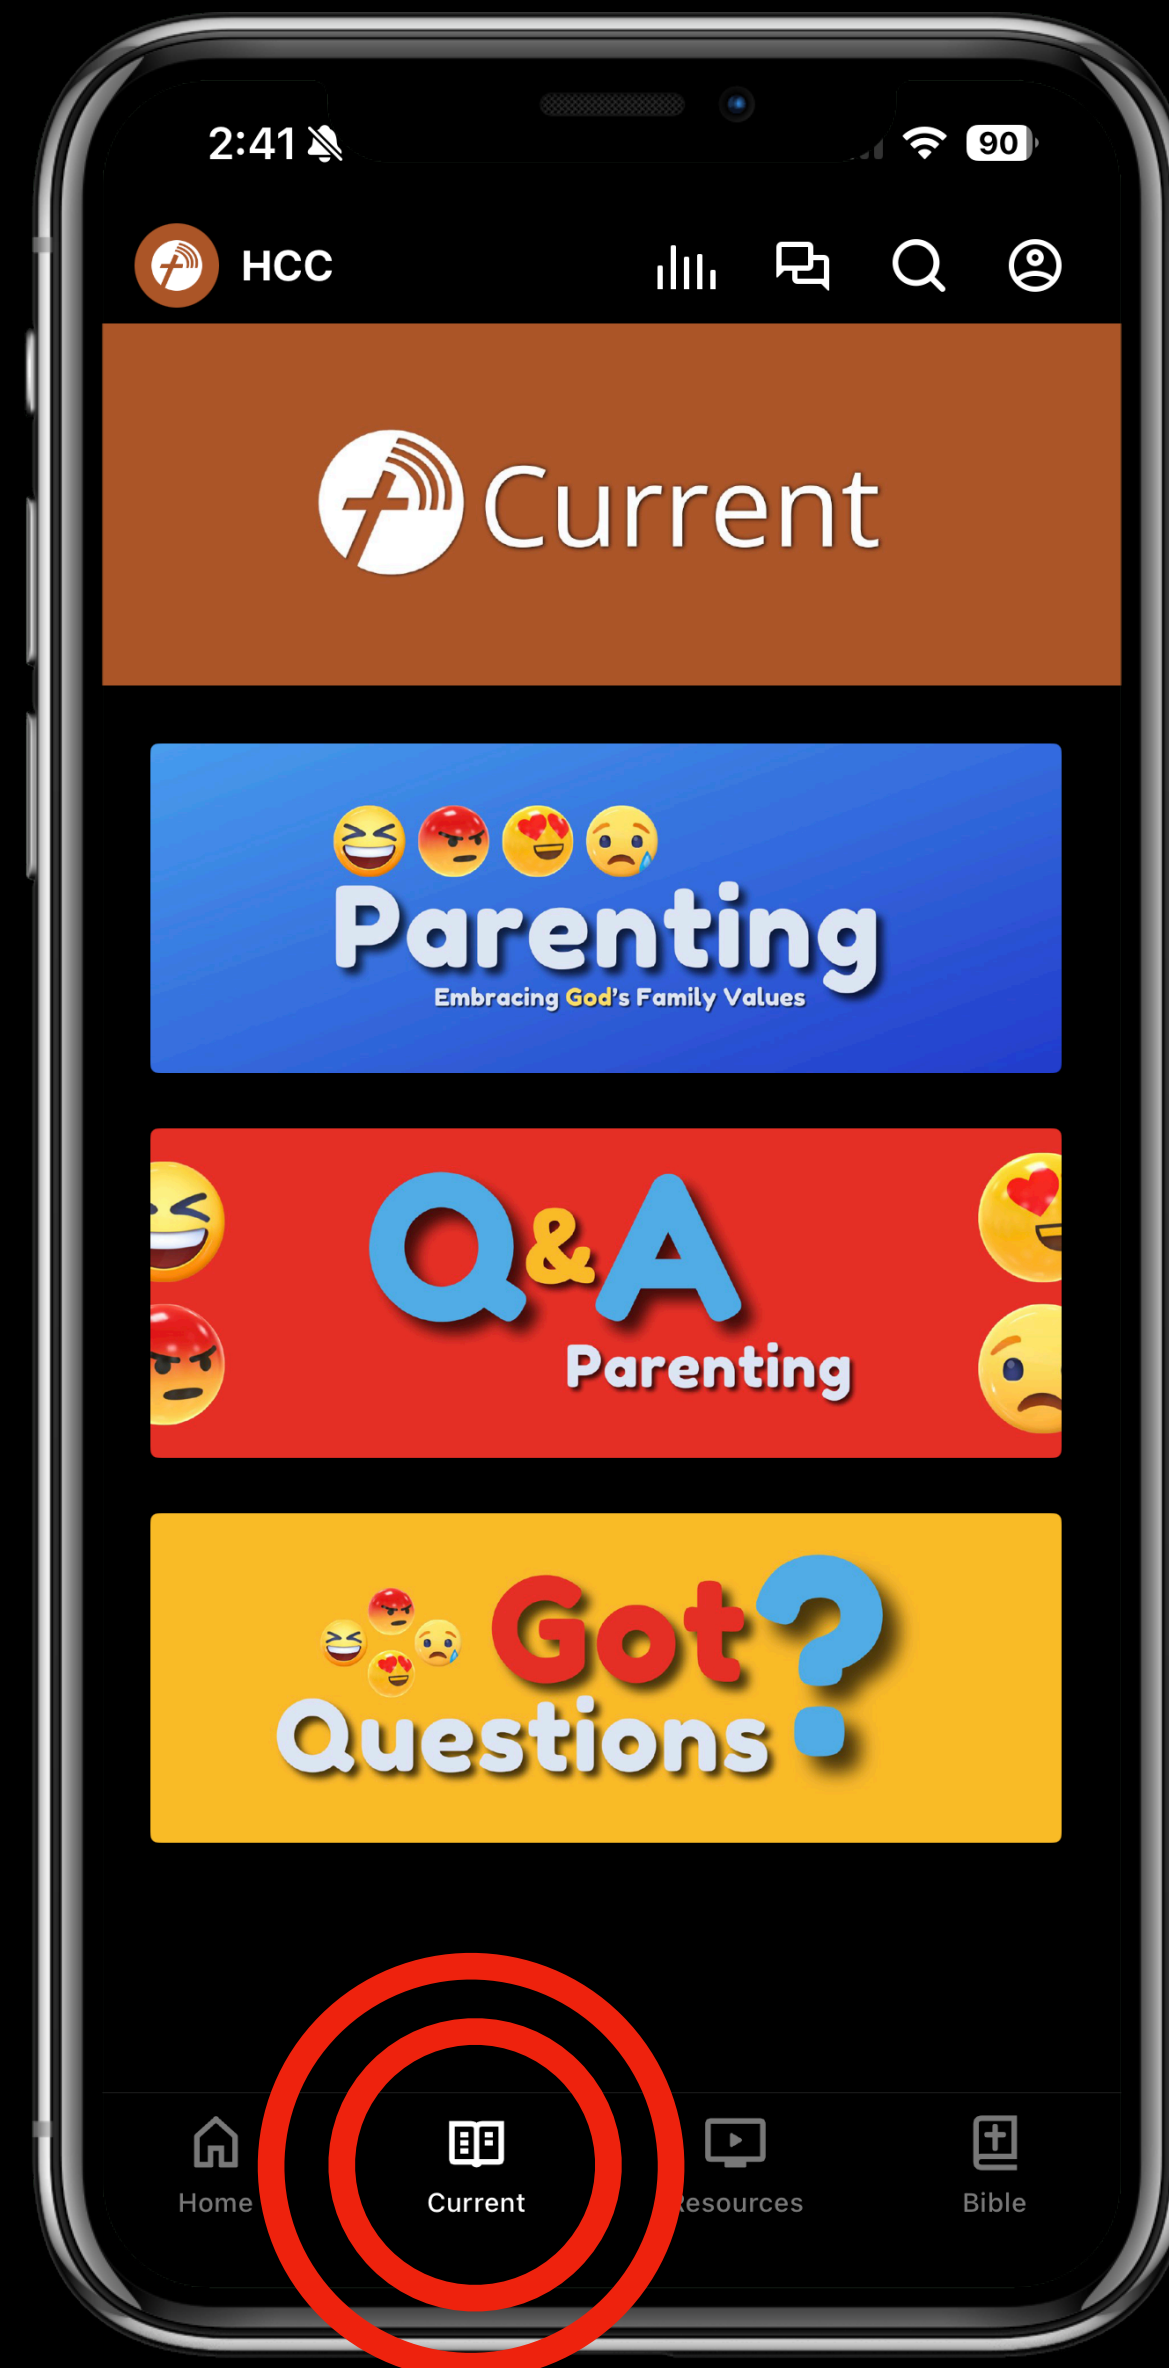 2:41
90
HCC
Current
Parenting
Embracing God's Family Values
Q&A
Parenting
Got?
Questions
Home
Current
Bible